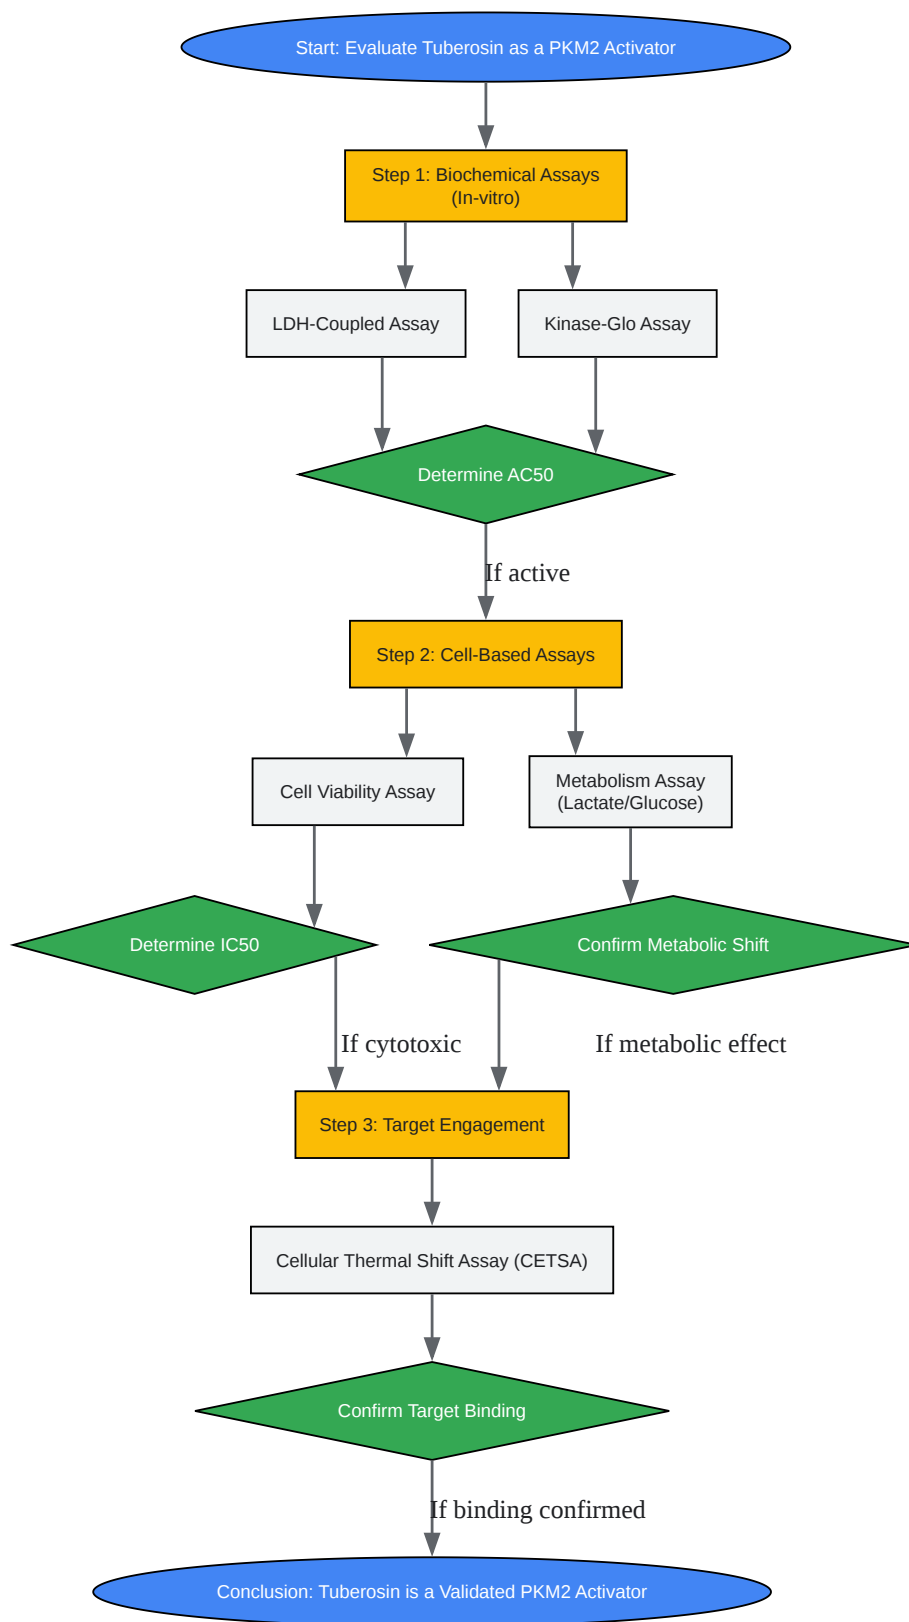 Start: Evaluate Tuberosin as a PKM2 Activator
Step 1: Biochemical Assays
(In-vitro)
LDH-Coupled Assay
Kinase-Glo Assay
Determine AC50
If active
Step 2: Cell-Based Assays
Cell Viability Assay
Metabolism Assay
(Lactate/Glucose)
Determine IC50
Confirm Metabolic Shift
If cytotoxic
If metabolic effect
Step 3: Target Engagement
Cellular Thermal Shift Assay (CETSA)
Confirm Target Binding
If binding confirmed
Conclusion: Tuberosin is a Validated PKM2 Activator